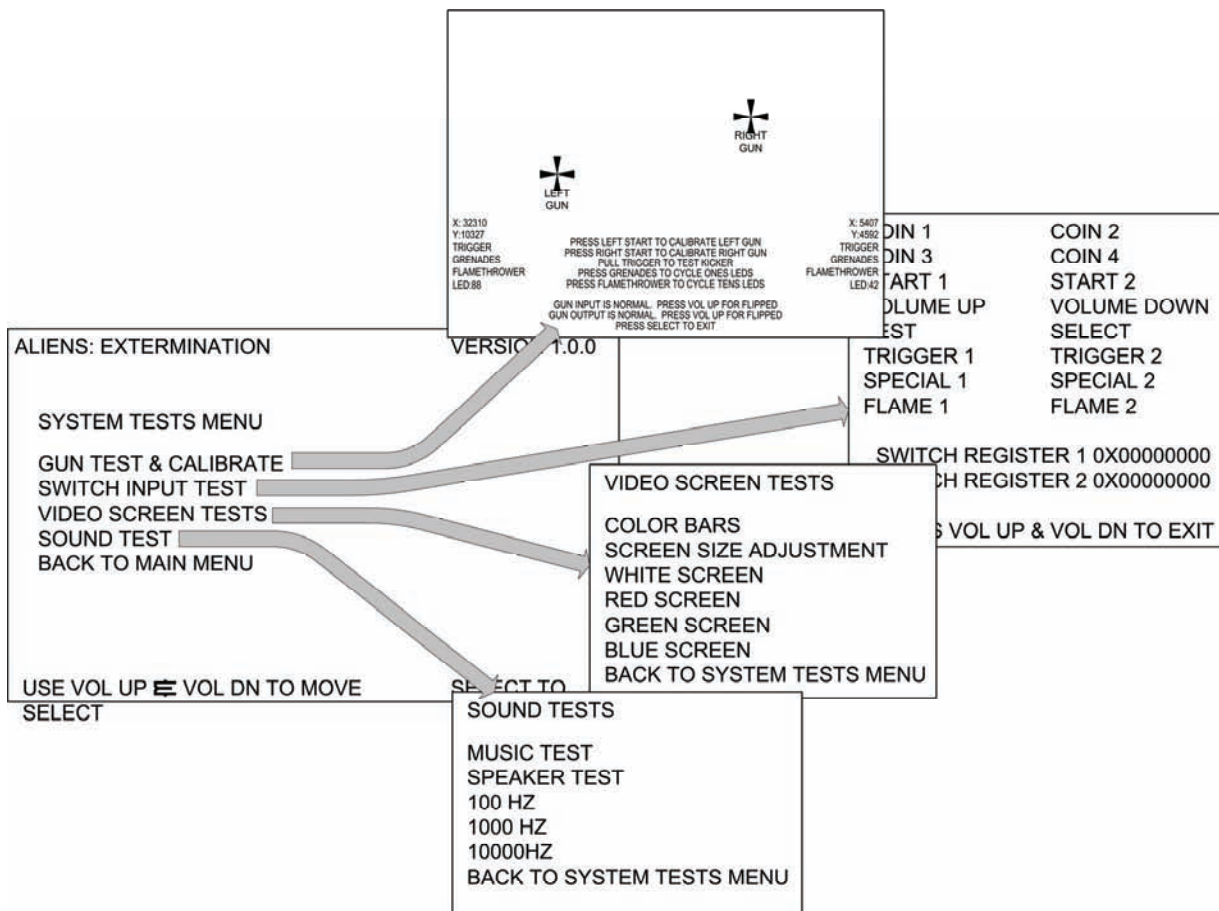 RIGHT
GUN
LEFT
GUN
X: 32310
Y:10327
TRIGGER
GRENADES
FLAMETHROWER
LED:88
PRESS LEFT START TO CALIBRATE LEFT GUN
PRESS RIGHT START TO CALIBRATE RIGHT GUN
PULL TRIGGER TO TEST KICKER
PRESS GRENADES TO CYCLE ONES LEDS
PRESS FLAMETHROWER TO CYCLE TENS LEDS
GUN INPUT IS NORMAL. PRESS VOL UP FOR FLIPPED
GUN OUTPUT IS NORMAL. PRESS VOL UP FOR FLIPPED
PRESS SELECT TO EXIT
X: 5407
Y:4592
TRIGGER
GRENADES
FLAMETHROWER
LED:42
OIN 1 COIN 2
OIN 3 COIN 4
TART 1 START 2
OLUME UP VOLUME DOWN
EST SELECT
TRIGGER 1 TRIGGER 2
SPECIAL 1 SPECIAL 2
FLAME 1 FLAME 2
SWITCH REGISTER 1 0X00000000
CH REGISTER 2 0X00000000
S VOL UP & VOL DN TO EXIT
ALIENS: EXTERMINATION VERSION 1.0.0
SYSTEM TESTS MENU
GUN TEST & CALIBRATE
SWITCH INPUT TEST
VIDEO SCREEN TESTS
SOUND TEST
BACK TO MAIN MENU
USE VOL UP VOL DN TO MOVE SELECT TO
SELECT
VIDEO SCREEN TESTS
COLOR BARS
SCREEN SIZE ADJUSTMENT
WHITE SCREEN
RED SCREEN
GREEN SCREEN
BLUE SCREEN
BACK TO SYSTEM TESTS MENU
SOUND TESTS
MUSIC TEST
SPEAKER TEST
100 HZ
1000 HZ
10000HZ
BACK TO SYSTEM TESTS MENU